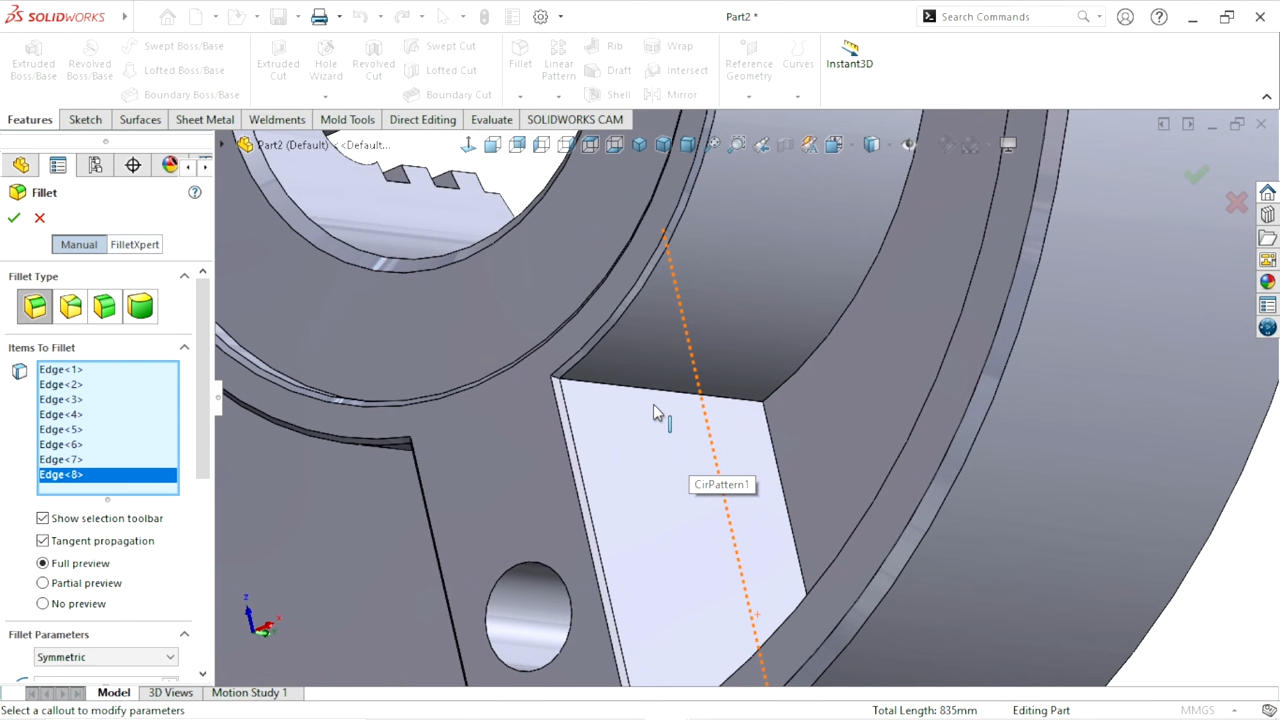 SOLIDWORKS
Part2 *
Search Commands
Extruded Boss/Base
Revolved Boss/Base
Swept Boss/Base
Lofted Boss/Base
Boundary Boss/Base
Extruded Cut
Hole Wizard
Revolved Cut
Swept Cut
Lofted Cut
Boundary Cut
Fillet
Linear Pattern
Rib
Draft
Shell
Wrap
Intersect
Mirror
Reference Geometry
Curves
Instant3D
Features
Sketch
Surfaces
Sheet Metal
Weldments
Mold Tools
Direct Editing
Evaluate
SOLIDWORKS CAM
Part2 (Default) <<Default...
Fillet
Manual
FilletXpert
Fillet Type
Items To Fillet
Edge<1>
Edge<2>
Edge<3>
Edge<4>
Edge<5>
Edge<6>
Edge<7>
Edge<8>
Show selection toolbar
Tangent propagation
Full preview
Partial preview
No preview
Fillet Parameters
Symmetric
CirPattern1
z
x
Model
3D Views
Motion Study 1
Select a callout to modify parameters
Total Length: 835mm
Editing Part
MMGS